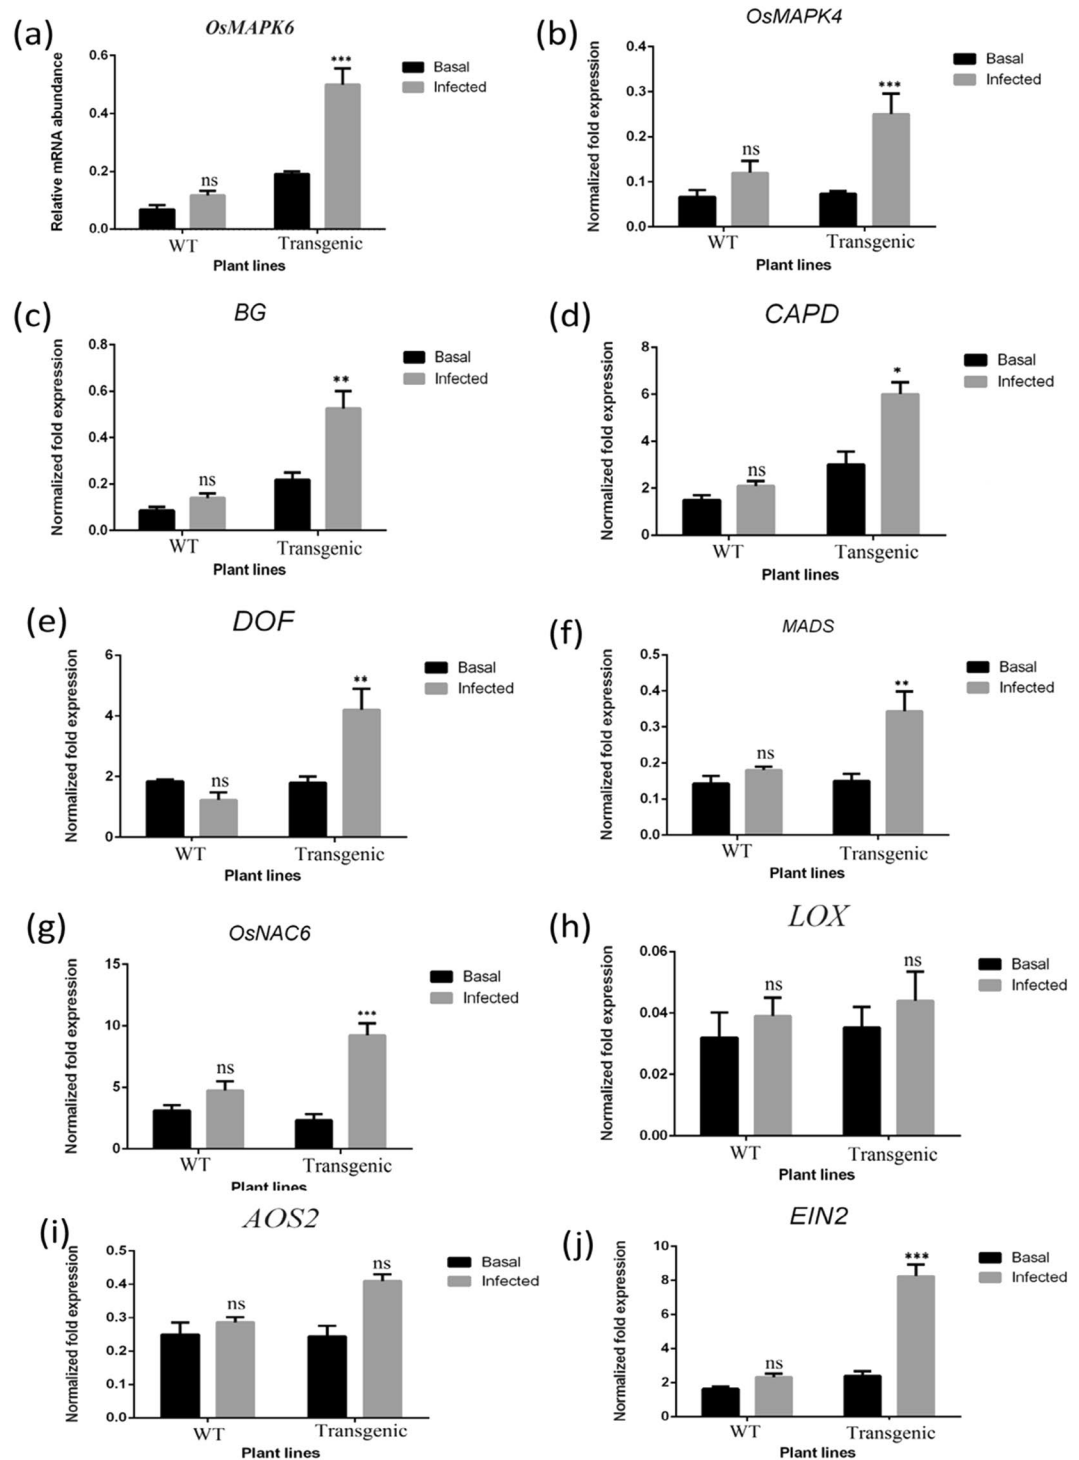 (a)
OsMAPK6
Relative mRNA abundance
0.6
0.4
0.2
0.0
ns
***
Basal
Infected
WT
Transgenic
Plant lines
(b)
OsMAPK4
Normalized fold expression
0.4
0.3
0.2
0.1
0.0
ns
***
Basal
Infected
WT
Transgenic
Plant lines
(c)
BG
Normalized fold expression
0.8
0.6
0.4
0.2
0.0
ns
**
Basal
Infected
WT
Transgenic
Plant lines
(d)
CAPD
Normalized fold expression
8
6
4
2
0
ns
*
Basal
Infected
WT
Tansgenic
Plant lines
(e)
DOF
Normalized fold expression
6
4
2
0
ns
**
Basal
Infected
WT
Transgenic
Plant lines
(f)
MADS
Normalized fold expression
0.5
0.4
0.3
0.2
0.1
0.0
ns
**
Basal
Infected
WT
Transgenic
Plant lines
(g)
OsNAC6
Normalized fold expression
15
10
5
0
ns
***
Basal
Infected
WT
Transgenic
Plant lines
(h)
LOX
Normalized fold expression
0.06
0.04
0.02
0.00
ns
ns
Basal
Infected
WT
Transgenic
Plant lines
(i)
AOS2
Normalized fold expression
0.5
0.4
0.3
0.2
0.1
0.0
ns
ns
Basal
Infected
WT
Transgenic
Plant lines
(j)
EIN2
Normalized fold expression
10
8
6
4
2
0
ns
***
Basal
Infected
WT
Transgenic
Plant lines